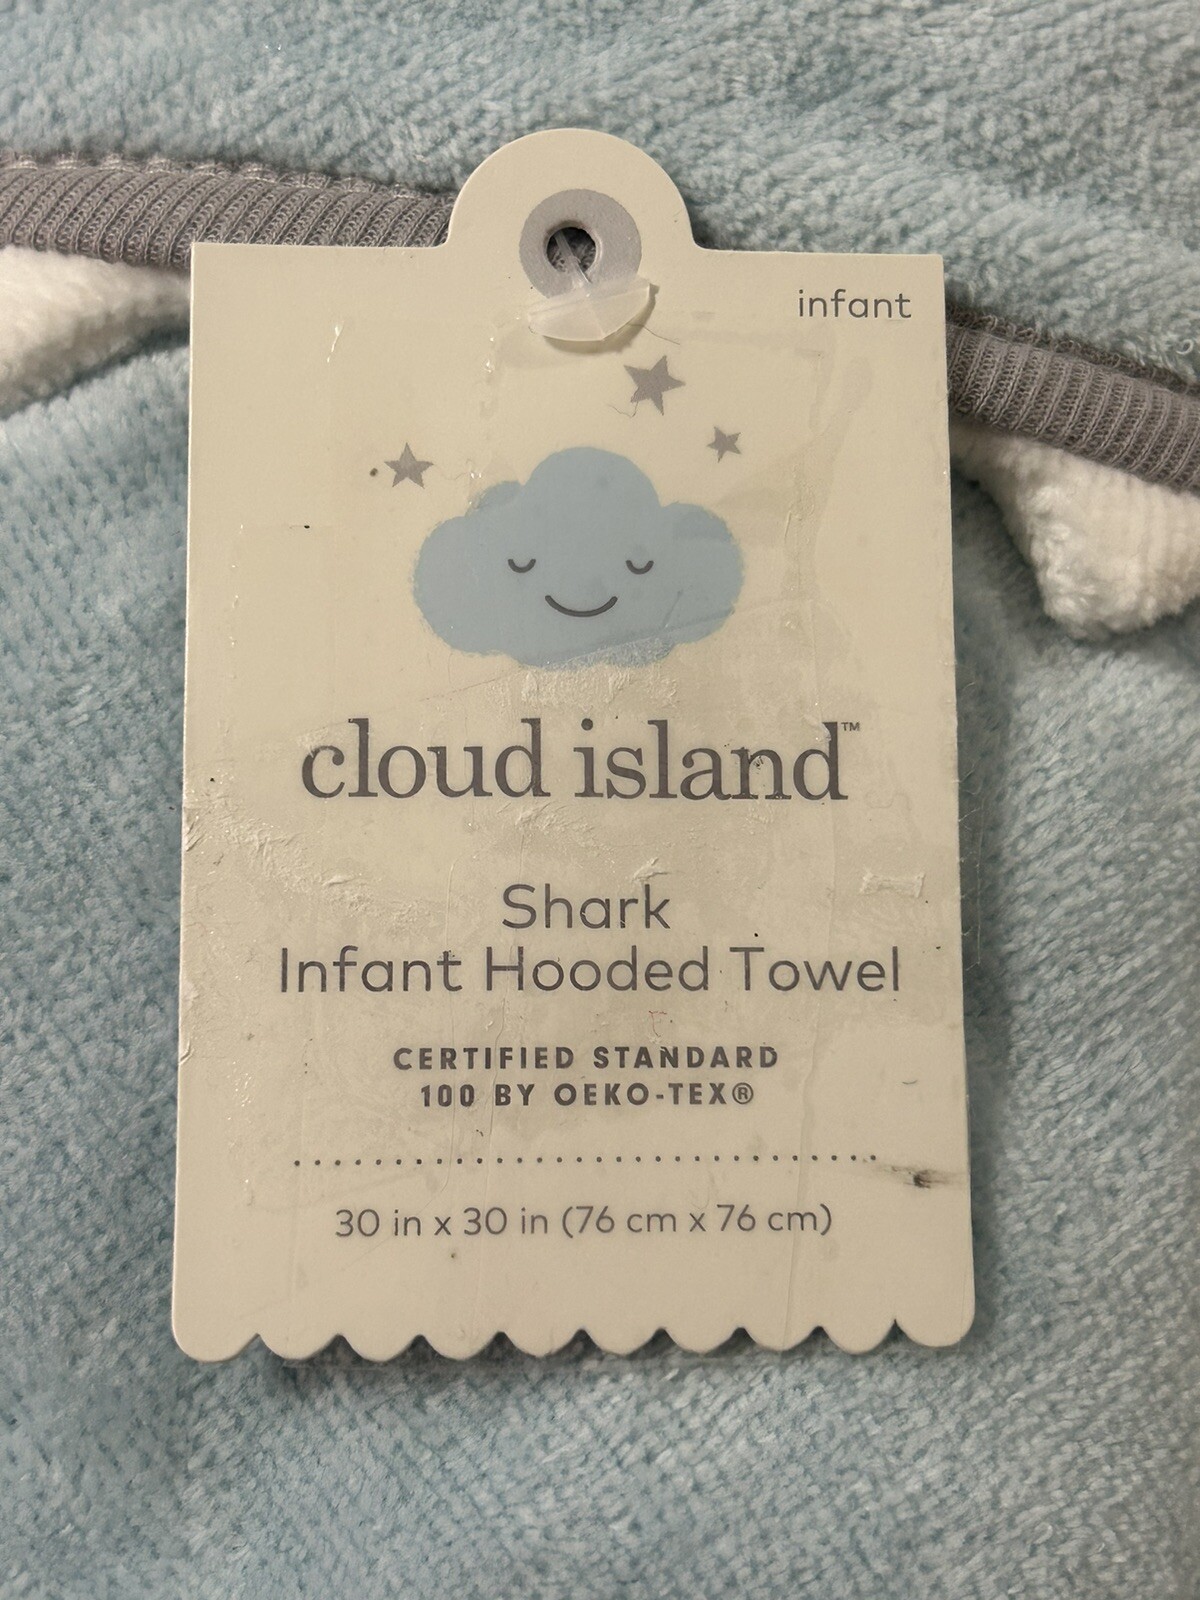 infant
cloud island™
Shark
Infant Hooded Towel
CERTIFIED STANDARD
100 BY OEKO-TEX®
30 in x 30 in (76 cm x 76 cm)